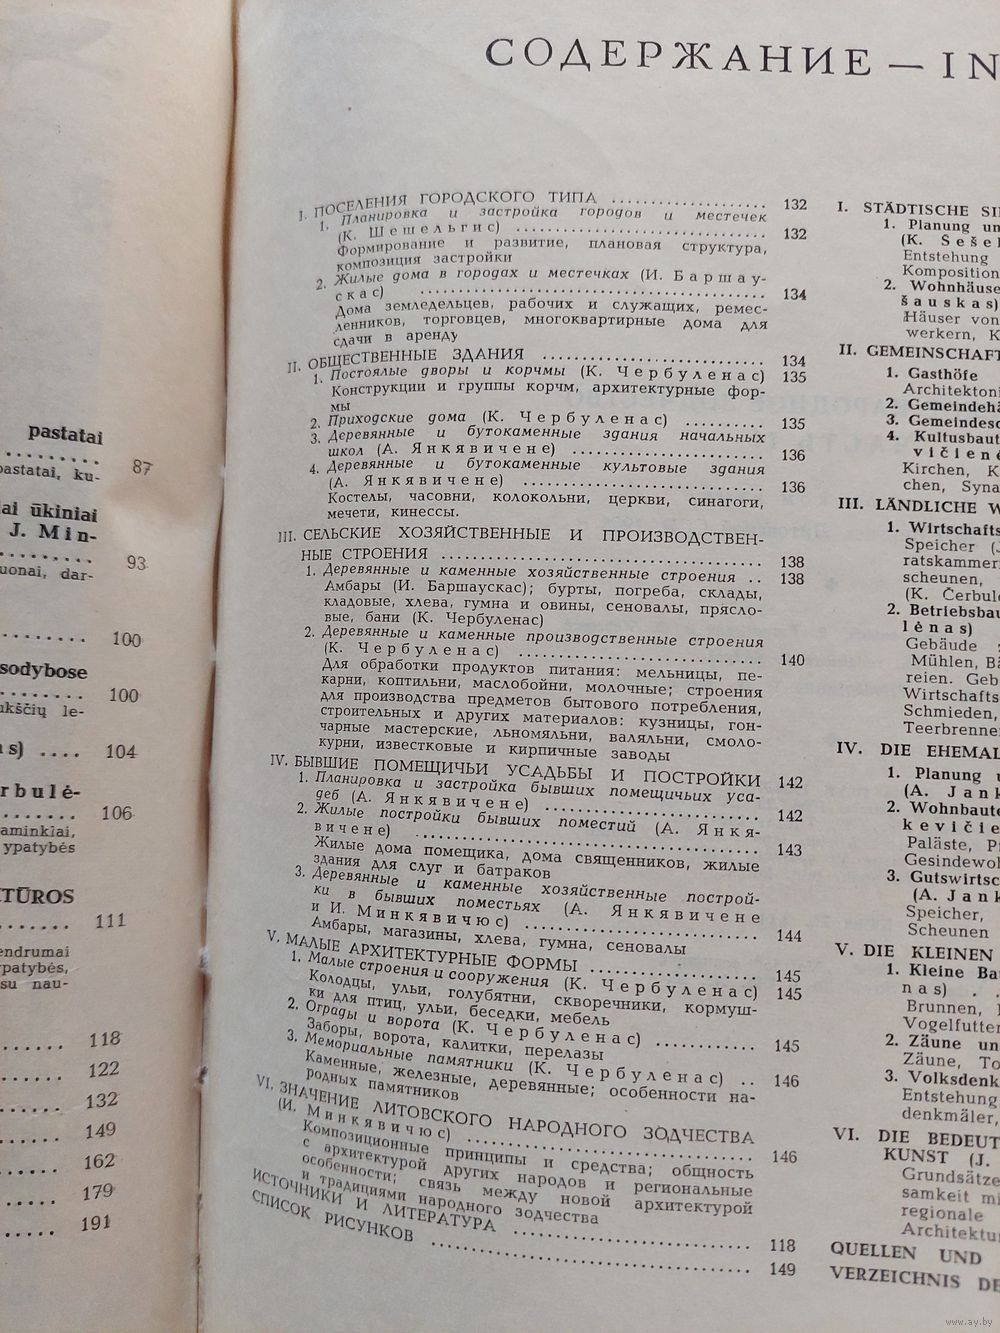 pastatai
87
pastatai, ku-
ai ūkiniai
J. Min-
93
uonai, dar-
100
sodybose
100
ukščių le-
s) .... 104
rbulė-
106
aminkiai,
ypatybės
TŪROS
111
endrumai
ypatybės,
su nau-
118
122
132
149
162
179
191
СОДЕРЖАНИЕ — IN
I. ПОСЕЛЕНИЯ ГОРОДСКОГО ТИПА .................... 132
1. Планировка и застройка городов и местечек
(К. Шешельгис) .............................. 132
Формирование и развитие, плановая структура,
композиция застройки
2. Жилые дома в городах и местечках (И. Баршау-
скас) ........................................ 134
Дома земледельцев, рабочих и служащих, ремес-
ленников, торговцев, многоквартирные дома для
сдачи в аренду
II. ОБЩЕСТВЕННЫЕ ЗДАНИЯ ........................ 134
1. Постоялые дворы и корчмы (К. Чербуленас) 135
Конструкции и группы корчм, архитектурные фор-
мы
2. Приходские дома (К. Чербуленас) .......... 135
3. Деревянные и бутокаменные здания начальных
школ (А. Янкявичене) ........................ 136
4. Деревянные и бутокаменные культовые здания
(А. Янкявичене) .............................. 136
Костелы, часовни, колокольни, церкви, синагоги,
мечети, кинессы.
III. СЕЛЬСКИЕ ХОЗЯЙСТВЕННЫЕ И ПРОИЗВОДСТВЕН-
НЫЕ СТРОЕНИЯ .................................. 138
1. Деревянные и каменные хозяйственные строения .. 138
Амбары (И. Баршаускас); бурты, погреба, склады,
кладовые, хлева, гумна и овины, сеновалы, прясло-
вые, бани (К. Чербуленас)
2. Деревянные и каменные производственные строения
(К. Чербуленас) .............................. 140
Для обработки продуктов питания: мельницы, пе-
карни, коптильни, маслобойни, молочные; строения
для производства предметов бытового потребления,
строительных и других материалов: кузницы, гон-
чарные мастерские, льномяльни, валяльни, смоло-
курни, известковые и кирпичные заводы
IV. БЫВШИЕ ПОМЕЩИЧЬИ УСАДЬБЫ И ПОСТРОЙКИ 142
1. Планировка и застройка бывших помещичьих уса-
деб (А. Янкявичене) .......................... 142
2. Жилые постройки бывших поместий (А. Янкя-
вичене) ...................................... 143
Жилые дома помещика, дома священников, жилые
здания для слуг и батраков
3. Деревянные и каменные хозяйственные построй-
ки в бывших поместьях (А. Янкявичене
и И. Минкявичюс) .............................. 144
Амбары, магазины, хлева, гумна, сеновалы
V. МАЛЫЕ АРХИТЕКТУРНЫЕ ФОРМЫ .................. 145
1. Малые строения и сооружения (К. Чербуленас) 145
Колодцы, ульи, голубятни, скворечники, кормуш-
ки для птиц, ульи, беседки, мебель
2. Ограды и ворота (К. Чербуленас) ............ 145
Заборы, ворота, калитки, перелазы
3. Мемориальные памятники (К. Чербуленас) .. 146
Каменные, железные, деревянные; особенности на-
родных памятников
VI. ЗНАЧЕНИЕ ЛИТОВСКОГО НАРОДНОГО ЗОДЧЕСТВА
(И. Минкявичюс) .............................. 146
Композиционные принципы и средства; общность
с архитектурой других народов и региональные
особенности; связь между новой архитектурой
и традициями народного зодчества
ИСТОЧНИКИ И ЛИТЕРАТУРА ........................ 118
СПИСОК РИСУНКОВ ................................ 149
I. STÄDTISCHE SI
1. Planung un
(K. Šešel
Entstehung
Komposition
2. Wohnhäuse
šauskas)
Häuser von
werkern, K
II. GEMEINSCHAFT
1. Gasthöfe
Architektoni
2. Gemeindehä
3. Gemeindesc
4. Kultusbaut
vičienė
Kirchen, K
chen, Syna
III. LÄNDLICHE W
1. Wirtschafts
Speicher (J
ratskammer
scheunen,
(K. Čerbul
2. Betriebsbau
lėnas)
Gebäude
Mühlen, Bä
reien. Geb
Wirtschafts
Schmieden,
Teerbrenne
IV. DIE EHEMAL
1. Planung u
(A. Jank
2. Wohnbaute
keviče
Paläste, P
Gesindewoh
3. Gutswirtsc
(A. Jank
Speicher,
Scheunen
V. DIE KLEINEN
1. Kleine Ba
nas) . .
Brunnen,
Vogelfutter
2. Zäune un
Zäune, To
3. Volksdenk
Entstehung
denkmäler,
VI. DIE BEDEUT
KUNST (J.
Grundsätze
samkeit mi
regionale
Architektu
QUELLEN UND
VERZEICHNIS DE
www.ay.by